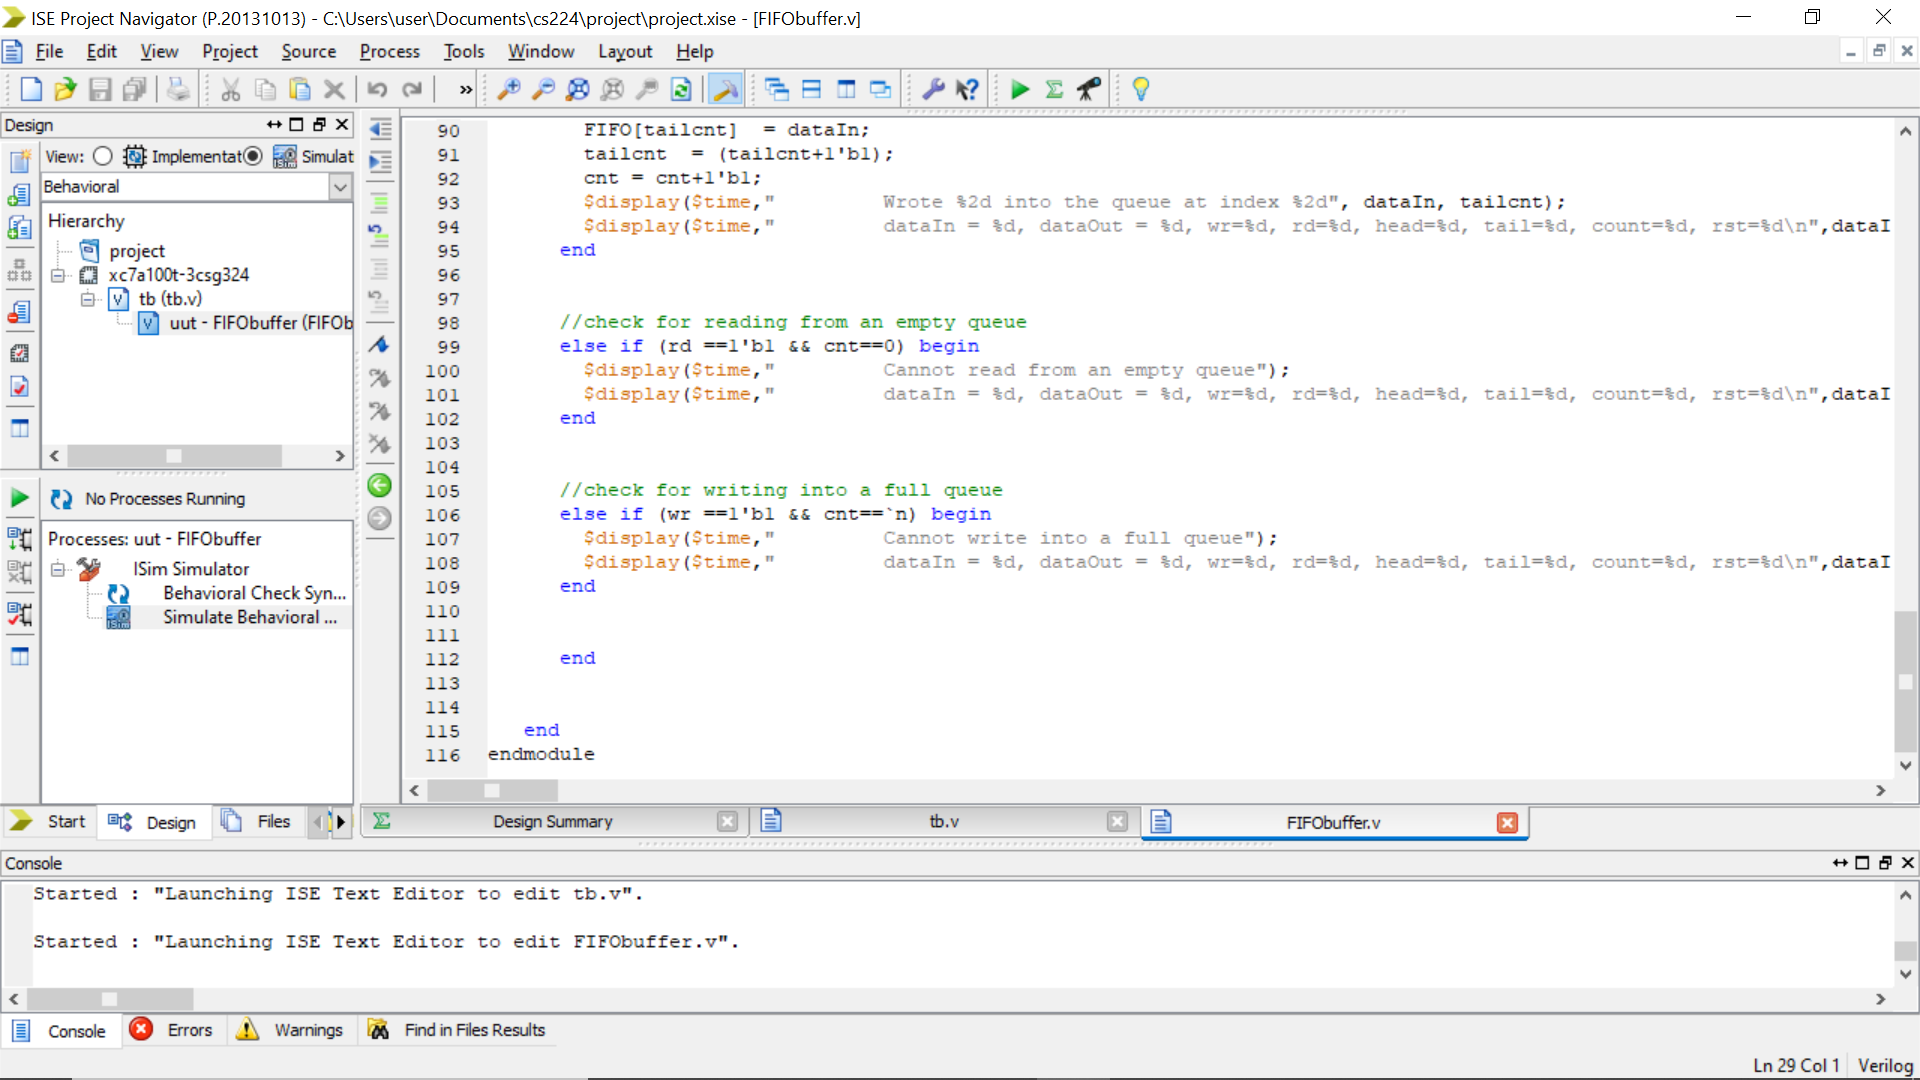 ISE Project Navigator (P.20131013) - C:\Users\user\Documents\cs224\project\project.xise - [FIFObuffer.v]
File Edit View Project Source Process Tools Window Layout Help
Design
View: Implementat Simulat
Behavioral
Hierarchy
project
xc7a100t-3csg324
tb (tb.v)
uut - FIFObuffer (FIFOb
No Processes Running
Processes: uut - FIFObuffer
ISim Simulator
Behavioral Check Syn...
Simulate Behavioral ...
Start Design Files
90 FIFO[tailcnt] = dataIn;
91 tailcnt = (tailcnt+1'b1);
92 cnt = cnt+1'b1;
93 $display($time," Wrote %2d into the queue at index %2d", dataIn, tailcnt);
94 $display($time," dataIn = %d, dataOut = %d, wr=%d, rd=%d, head=%d, tail=%d, count=%d, rst=%d\n",dataI
95 end
96
97
98 //check for reading from an empty queue
99 else if (rd ==1'b1 && cnt==0) begin
100 $display($time," Cannot read from an empty queue");
101 $display($time," dataIn = %d, dataOut = %d, wr=%d, rd=%d, head=%d, tail=%d, count=%d, rst=%d\n",dataI
102 end
103
104
105 //check for writing into a full queue
106 else if (wr ==1'b1 && cnt==`n) begin
107 $display($time," Cannot write into a full queue");
108 $display($time," dataIn = %d, dataOut = %d, wr=%d, rd=%d, head=%d, tail=%d, count=%d, rst=%d\n",dataI
109 end
110
111
112 end
113
114
115 end
116 endmodule
Design Summary tb.v FIFObuffer.v
Console
Started : "Launching ISE Text Editor to edit tb.v".
Started : "Launching ISE Text Editor to edit FIFObuffer.v".
Console Errors Warnings Find in Files Results
Ln 29 Col 1 Verilog